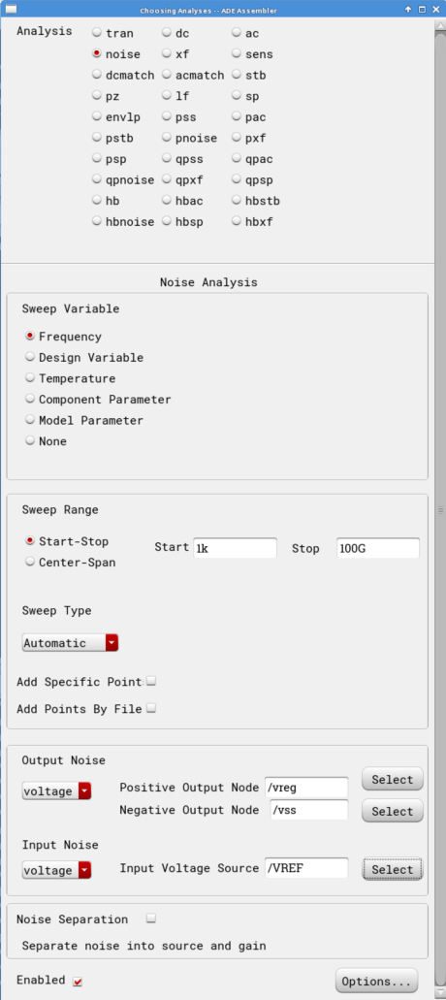 Choosing Analyses -- ADE Assembler
Analysis tran dc ac
noise xf sens
dcmatch acmatch stb
pz lf sp
envlp pss pac
pstb pnoise pxf
psp qpss qpac
qpnoise qpxf qpsp
hb hbac hbstb
hbnoise hbsp hbxf
Noise Analysis
Sweep Variable
Frequency
Design Variable
Temperature
Component Parameter
Model Parameter
None
Sweep Range
Start-Stop Start 1k Stop 100G
Center-Span
Sweep Type
Automatic
Add Specific Point
Add Points By File
Output Noise
voltage Positive Output Node /vreg Select
Negative Output Node /vss Select
Input Noise
voltage Input Voltage Source /VREF Select
Noise Separation
Separate noise into source and gain
Enabled Options...